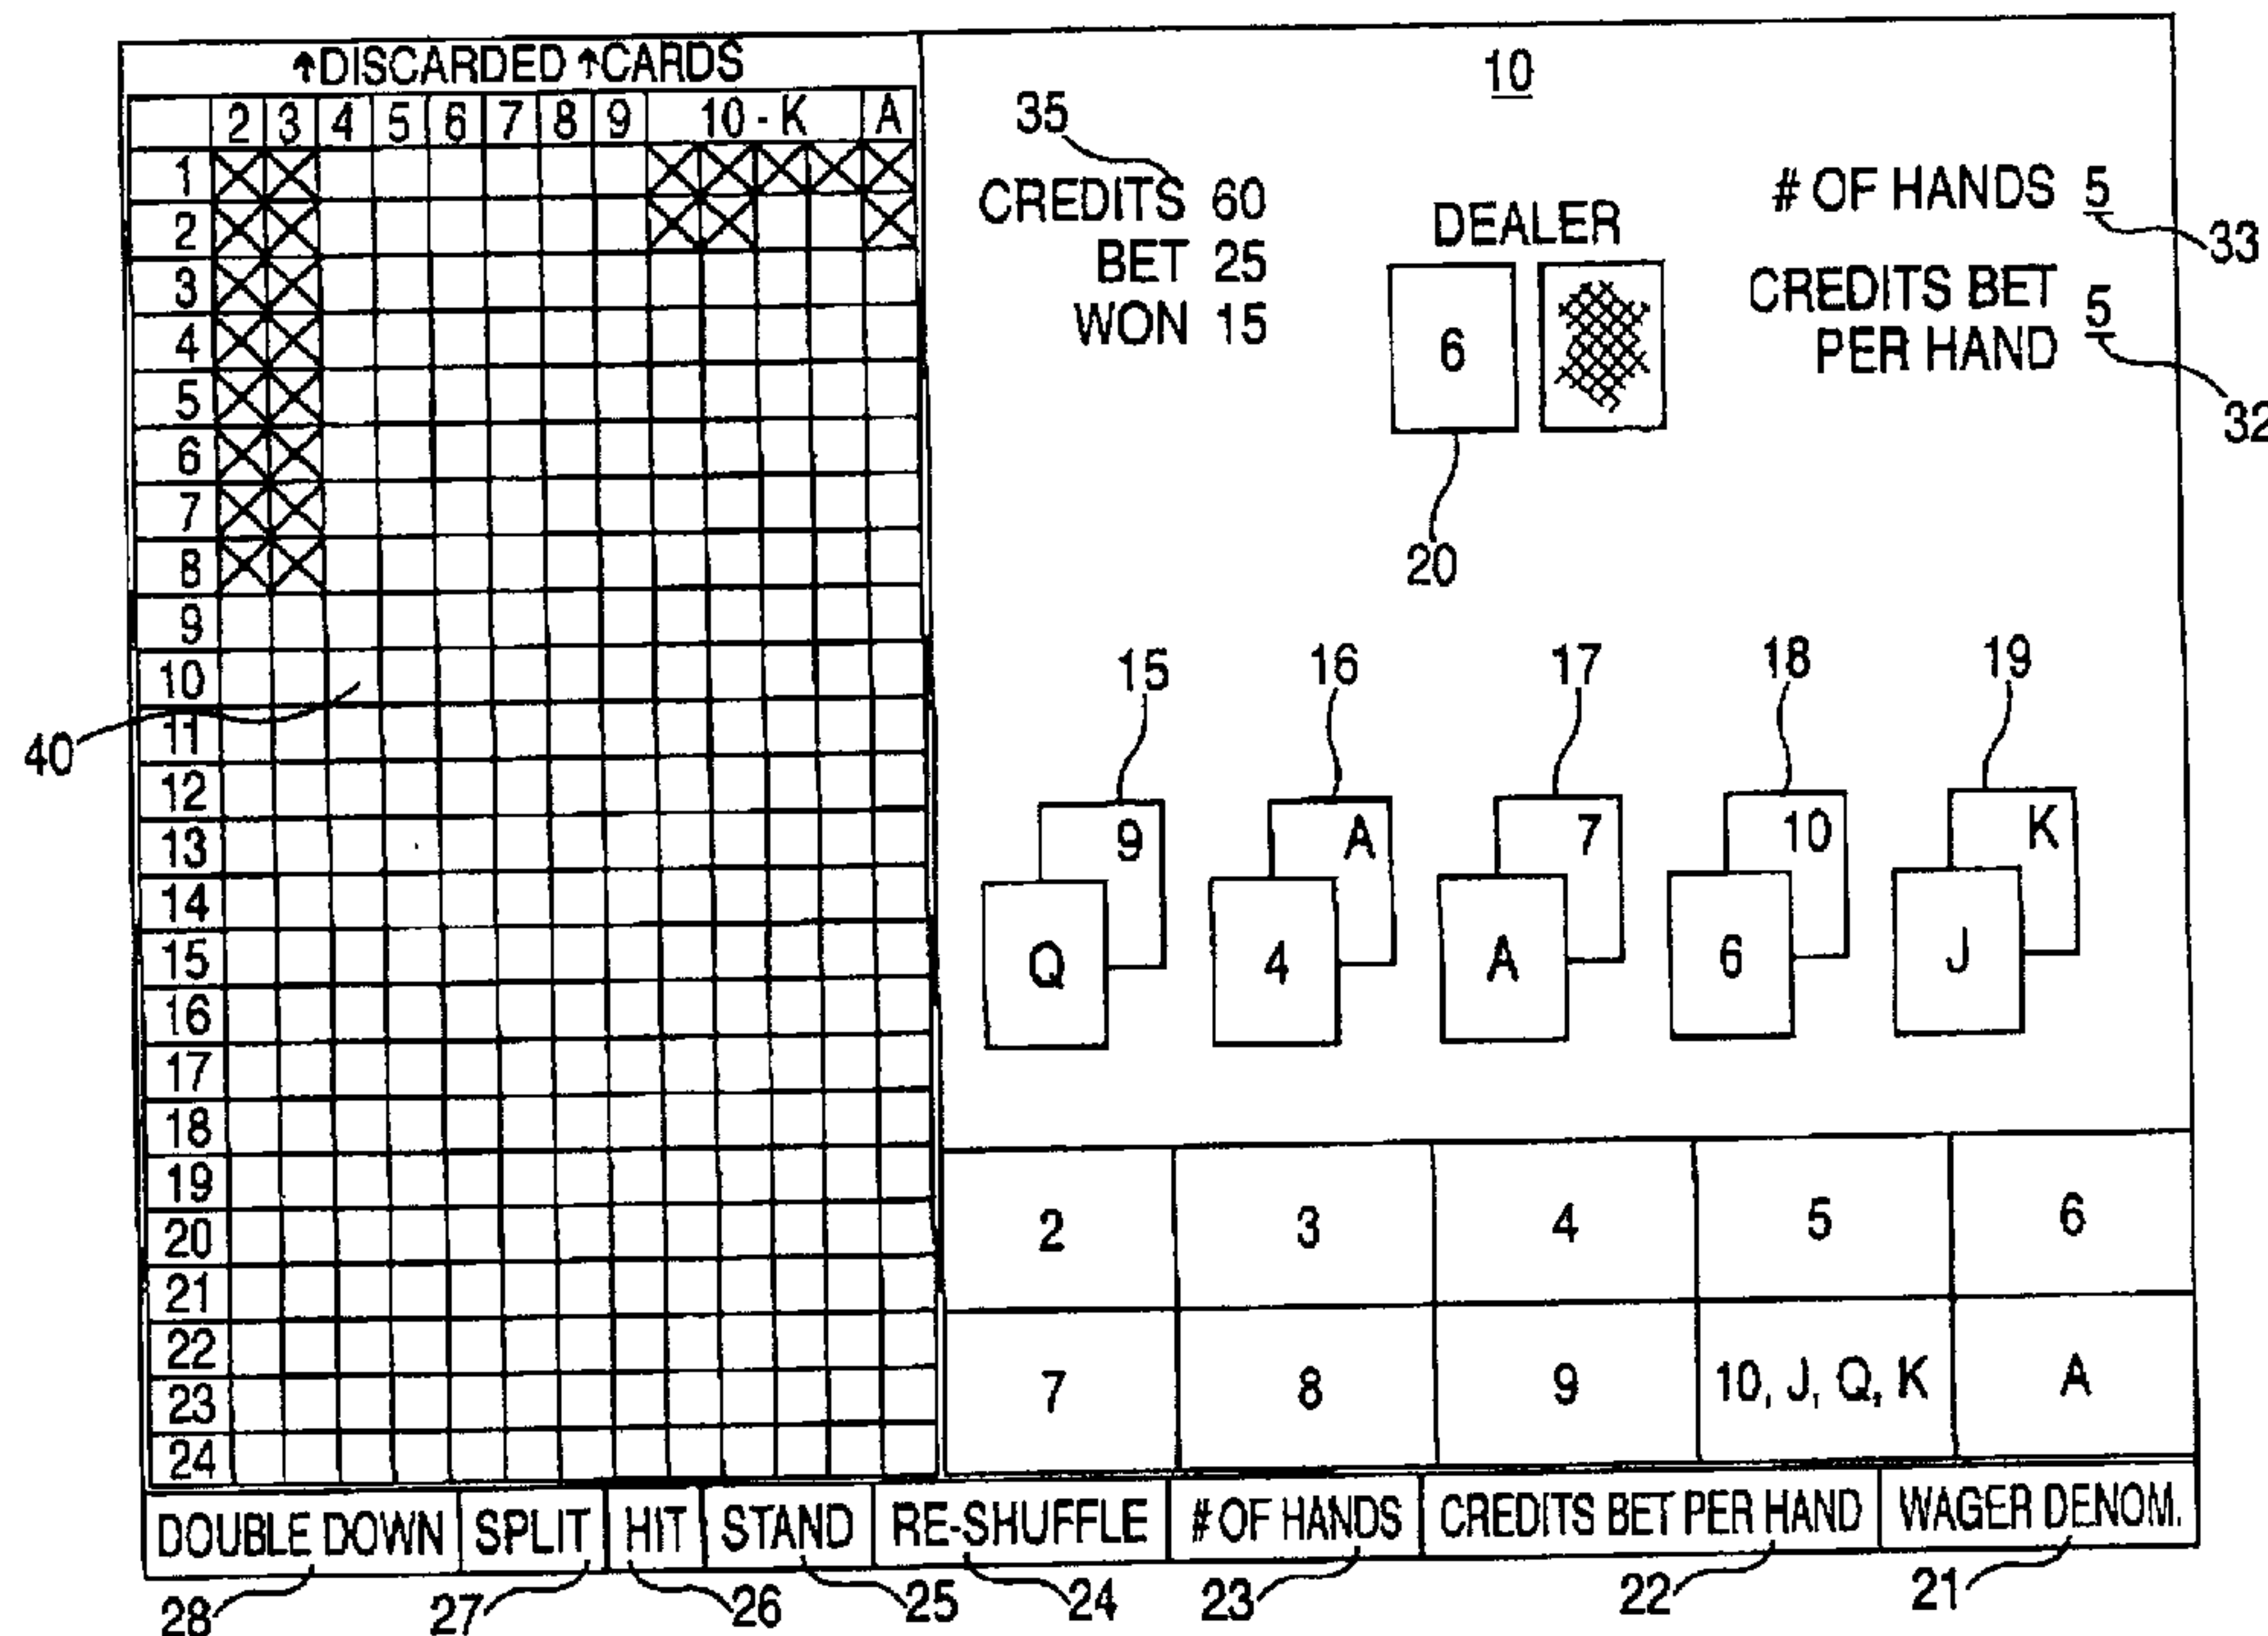 ↑DISCARDED ↑CARDS
2 3 4 5 6 7 8 9 10 - K A
1
2
3
4
5
6
7
8
9
10
11
12
13
14
15
16
17
18
19
20
21
22
23
24
40
10
35
CREDITS 60
BET 25
WON 15
DEALER
6
20
# OF HANDS 5
33
CREDITS BET
PER HAND 5
32
15 16 17 18 19
9 A 7 10 K
Q 4 A 6 J
2 3 4 5 6
7 8 9 10, J, Q, K A
DOUBLE DOWN SPLIT HIT STAND RE-SHUFFLE # OF HANDS CREDITS BET PER HAND WAGER DENOM.
28 27 26 25 24 23 22 21